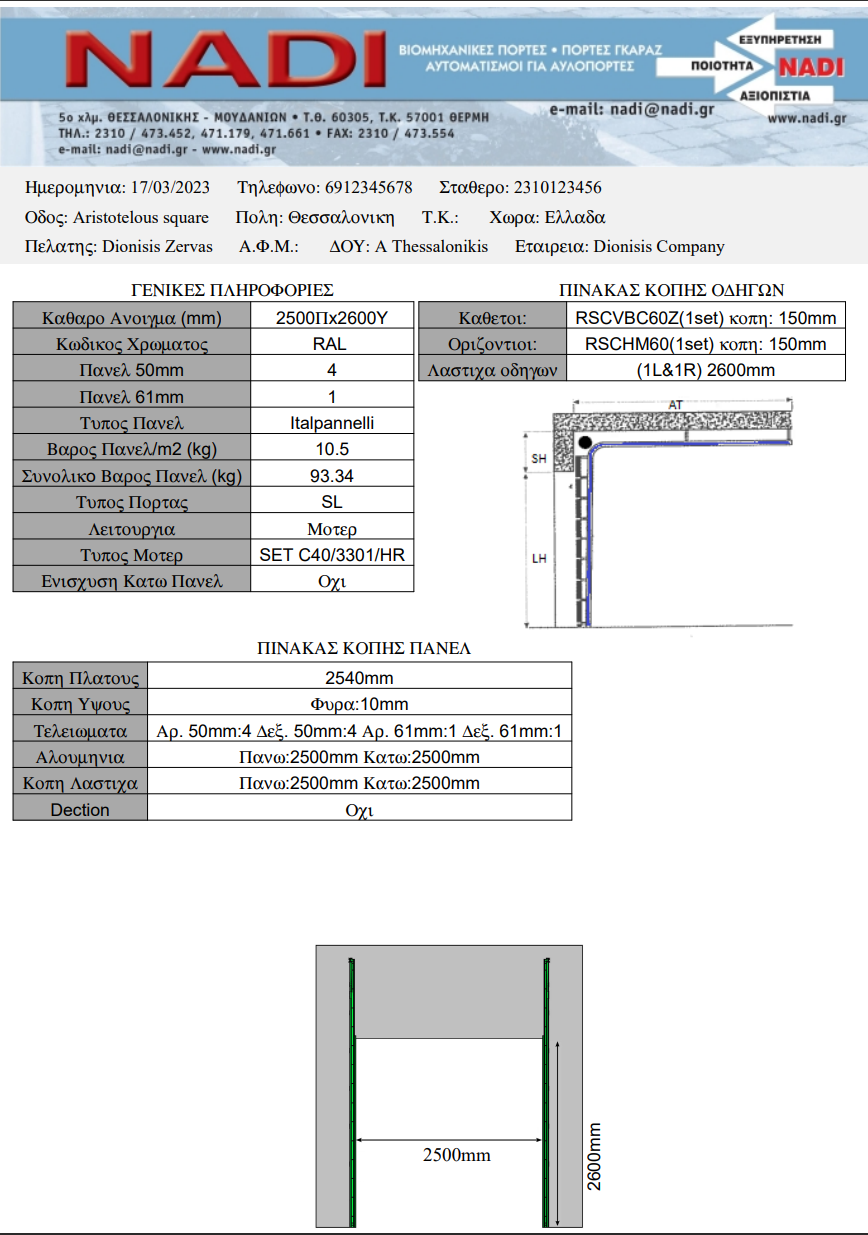 NADI
ΒΙΟΜΗΧΑΝΙΚΕΣ ΠΟΡΤΕΣ • ΠΟΡΤΕΣ ΓΚΑΡΑΖ
ΑΥΤΟΜΑΤΙΣΜΟΙ ΓΙΑ ΑΥΛΟΠΟΡΤΕΣ
ΕΞΥΠΗΡΕΤΗΣΗ
ΠΟΙΟΤΗΤΑ NADI
ΑΞΙΟΠΙΣΤΙΑ
5ο χλμ. ΘΕΣΣΑΛΟΝΙΚΗΣ - ΜΟΥΔΑΝΙΩΝ • Τ.Θ. 60305, Τ.Κ. 57001 ΘΕΡΜΗ
ΤΗΛ.: 2310 / 473.452, 471.179, 471.661 • FAX: 2310 / 473.554
e-mail: nadi@nadi.gr - www.nadi.gr
e-mail: nadi@nadi.gr
www.nadi.gr
Ημερομηνια: 17/03/2023 Τηλεφωνο: 6912345678 Σταθερο: 2310123456
Οδος: Aristotelous square Πολη: Θεσσαλονικη Τ.Κ.: Χωρα: Ελλαδα
Πελατης: Dionisis Zervas Α.Φ.Μ.: ΔΟΥ: A Thessalonikis Εταιρεια: Dionisis Company
ΓΕΝΙΚΕΣ ΠΛΗΡΟΦΟΡΙΕΣ
Καθαρο Ανοιγμα (mm) 2500Πx2600Υ
Κωδικος Χρωματος RAL
Πανελ 50mm 4
Πανελ 61mm 1
Τυπος Πανελ Italpannelli
Βαρος Πανελ/m2 (kg) 10.5
Συνολικο Βαρος Πανελ (kg) 93.34
Τυπος Πορτας SL
Λειτουργια Μοτερ
Τυπος Μοτερ SET C40/3301/HR
Ενισχυση Κατω Πανελ Οχι
ΠΙΝΑΚΑΣ ΚΟΠΗΣ ΟΔΗΓΩΝ
Καθετοι: RSCVBC60Z(1set) κοπη: 150mm
Οριζοντιοι: RSCHM60(1set) κοπη: 150mm
Λαστιχα οδηγων (1L&1R) 2600mm
AT
SH
LH
ΠΙΝΑΚΑΣ ΚΟΠΗΣ ΠΑΝΕΛ
Κοπη Πλατους 2540mm
Κοπη Υψους Φυρα:10mm
Τελειωματα Αρ. 50mm:4 Δεξ. 50mm:4 Αρ. 61mm:1 Δεξ. 61mm:1
Αλουμηνια Πανω:2500mm Κατω:2500mm
Κοπη Λαστιχα Πανω:2500mm Κατω:2500mm
Dection Οχι
2500mm
2600mm